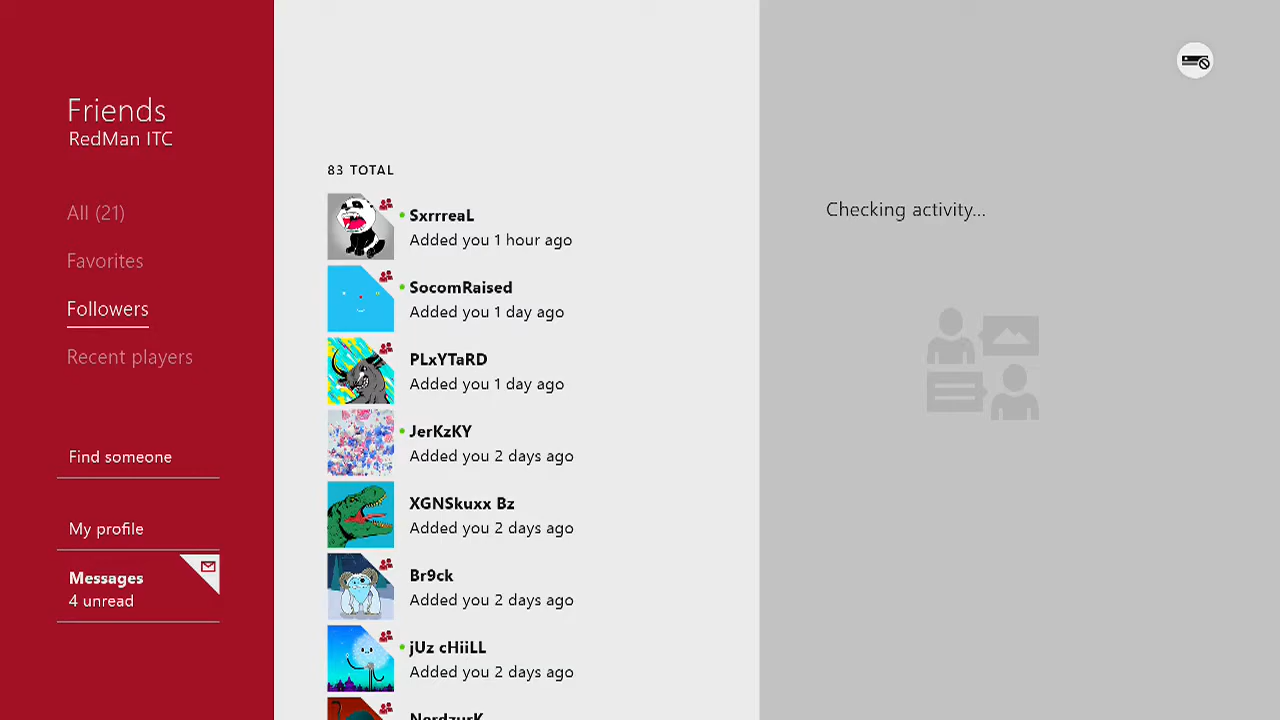 Friends
RedMan ITC
All (21)
Favorites
Followers
Recent players
Find someone
My profile
Messages
4 unread
83 TOTAL
SxrrreaL
Added you 1 hour ago
SocomRaised
Added you 1 day ago
PLxYTaRD
Added you 1 day ago
JerKzKY
Added you 2 days ago
XGNSkuxx Bz
Added you 2 days ago
Br9ck
Added you 2 days ago
jUz cHiiLL
Added you 2 days ago
NerdzurK
Checking activity...